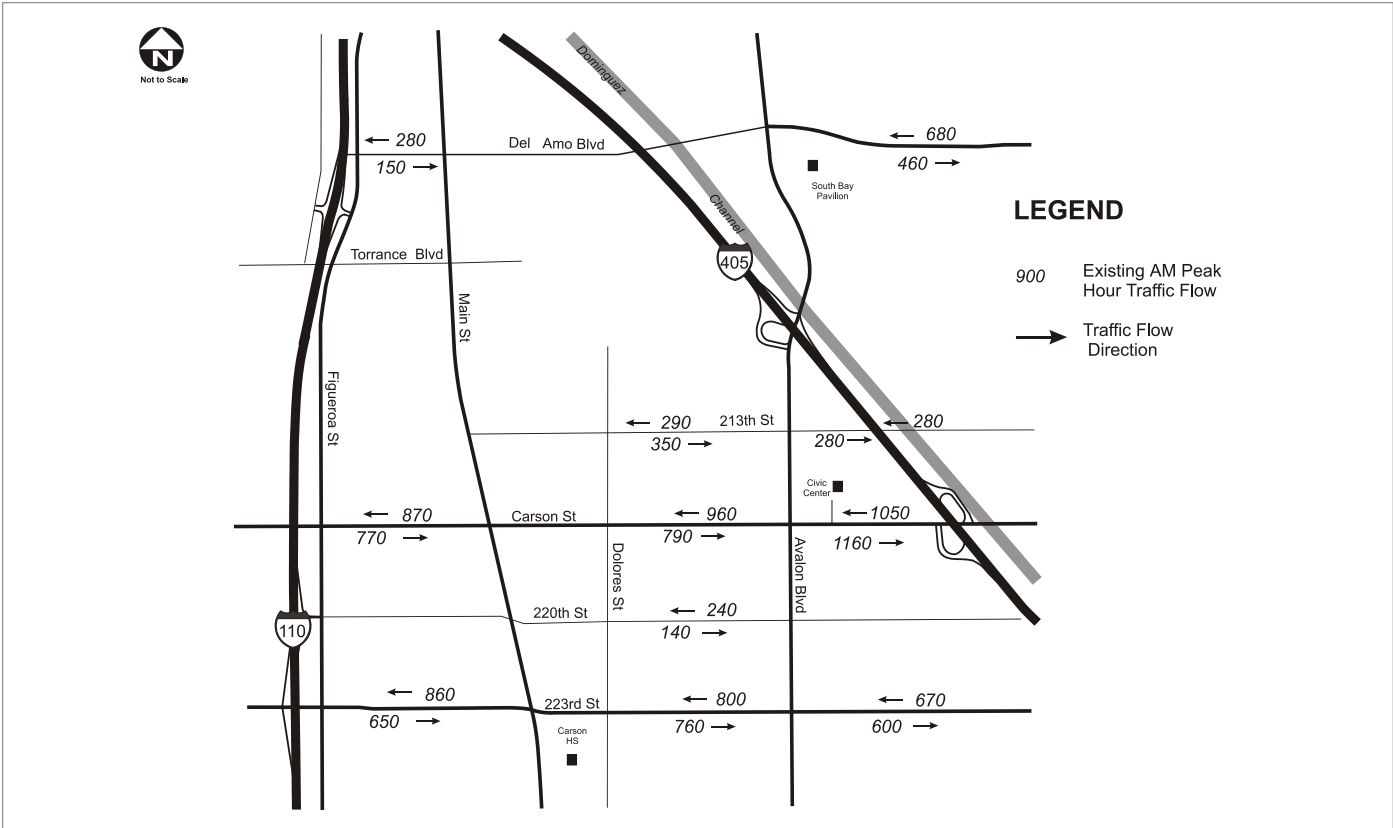 N
Not to Scale
Dominguez
Channel
280
150
Del Amo Blvd
680
460
South Bay
Pavilion
LEGEND
900
Existing AM Peak
Hour Traffic Flow
Traffic Flow
Direction
405
Torrance Blvd
Main St
Figueroa St
290
213th St
280
350
280
Civic
Center
870
Carson St
960
1050
770
790
1160
Dolores St
Avalon Blvd
110
220th St
240
140
860
223rd St
800
670
650
760
600
Carson
HS